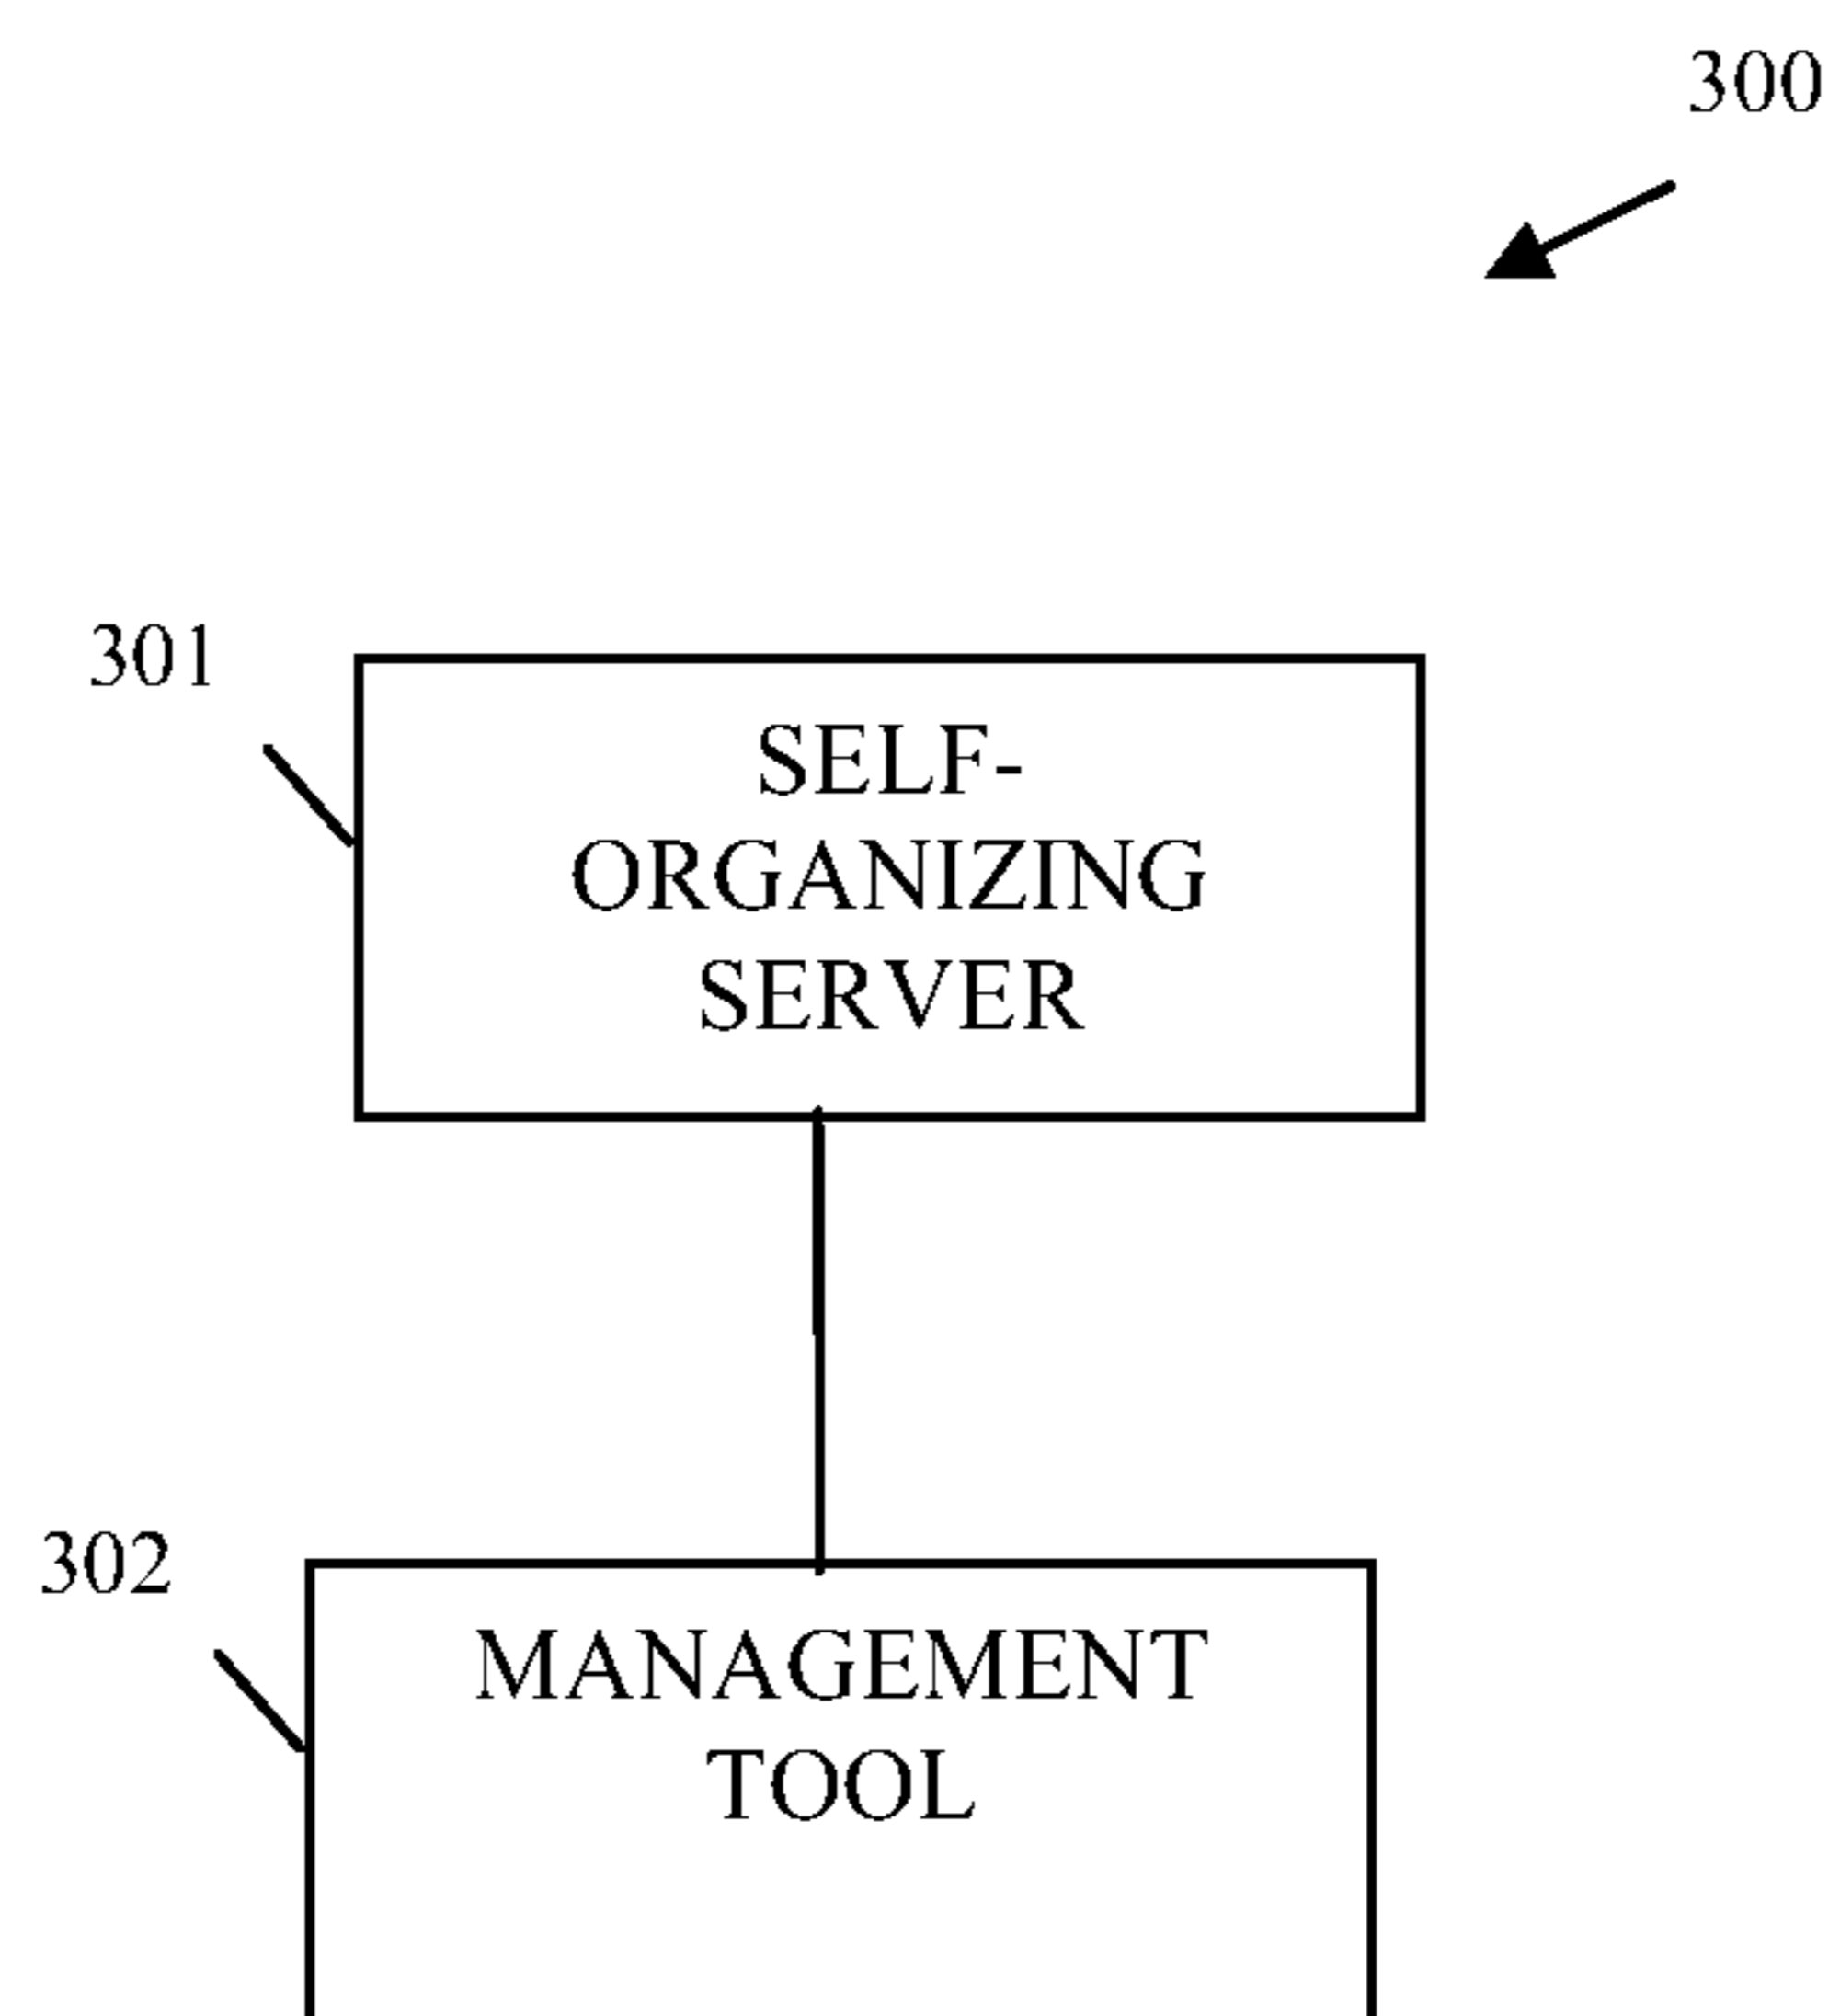 300
301
SELF-
ORGANIZING
SERVER
302
MANAGEMENT
TOOL